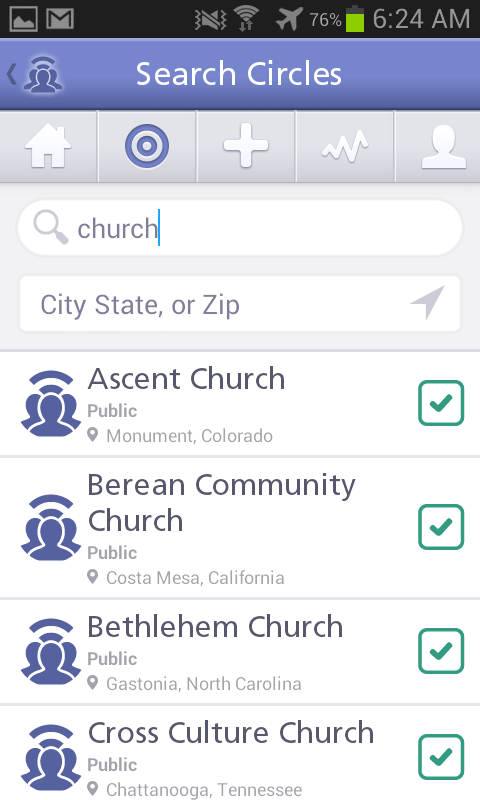 76% 6:24 AM
Search Circles
church
City State, or Zip
Ascent Church
Public
Monument, Colorado
Berean Community
Church
Public
Costa Mesa, California
Bethlehem Church
Public
Gastonia, North Carolina
Cross Culture Church
Public
Chattanooga, Tennessee